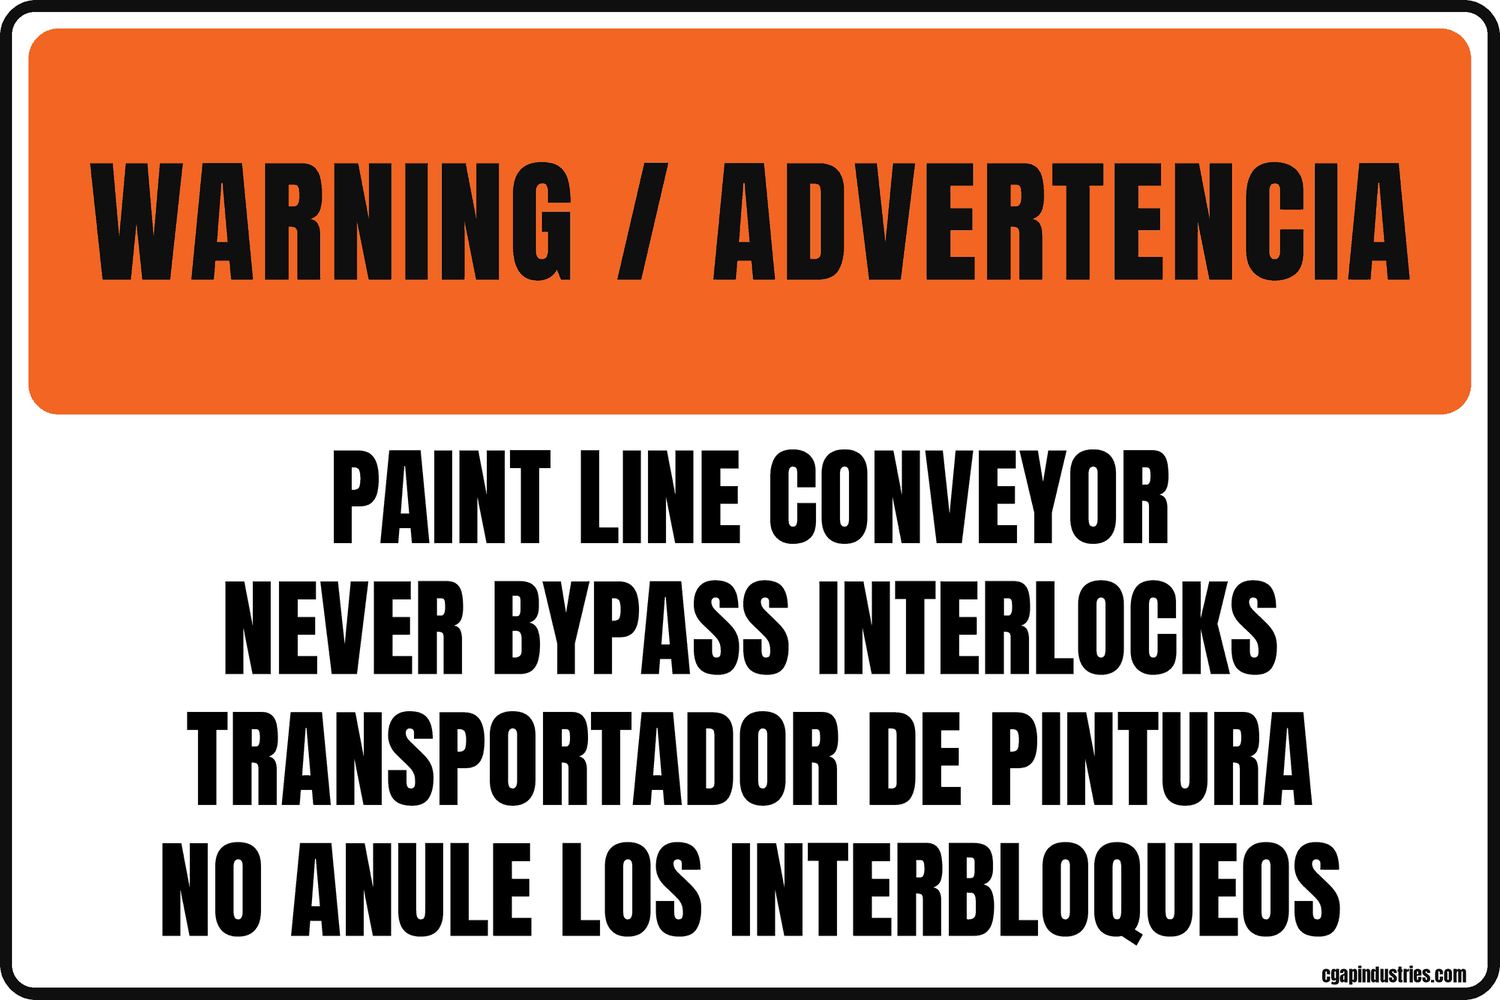 WARNING / ADVERTENCIA
PAINT LINE CONVEYOR
NEVER BYPASS INTERLOCKS
TRANSPORTADOR DE PINTURA
NO ANULE LOS INTERBLOQUEOS
cgapindustries.com